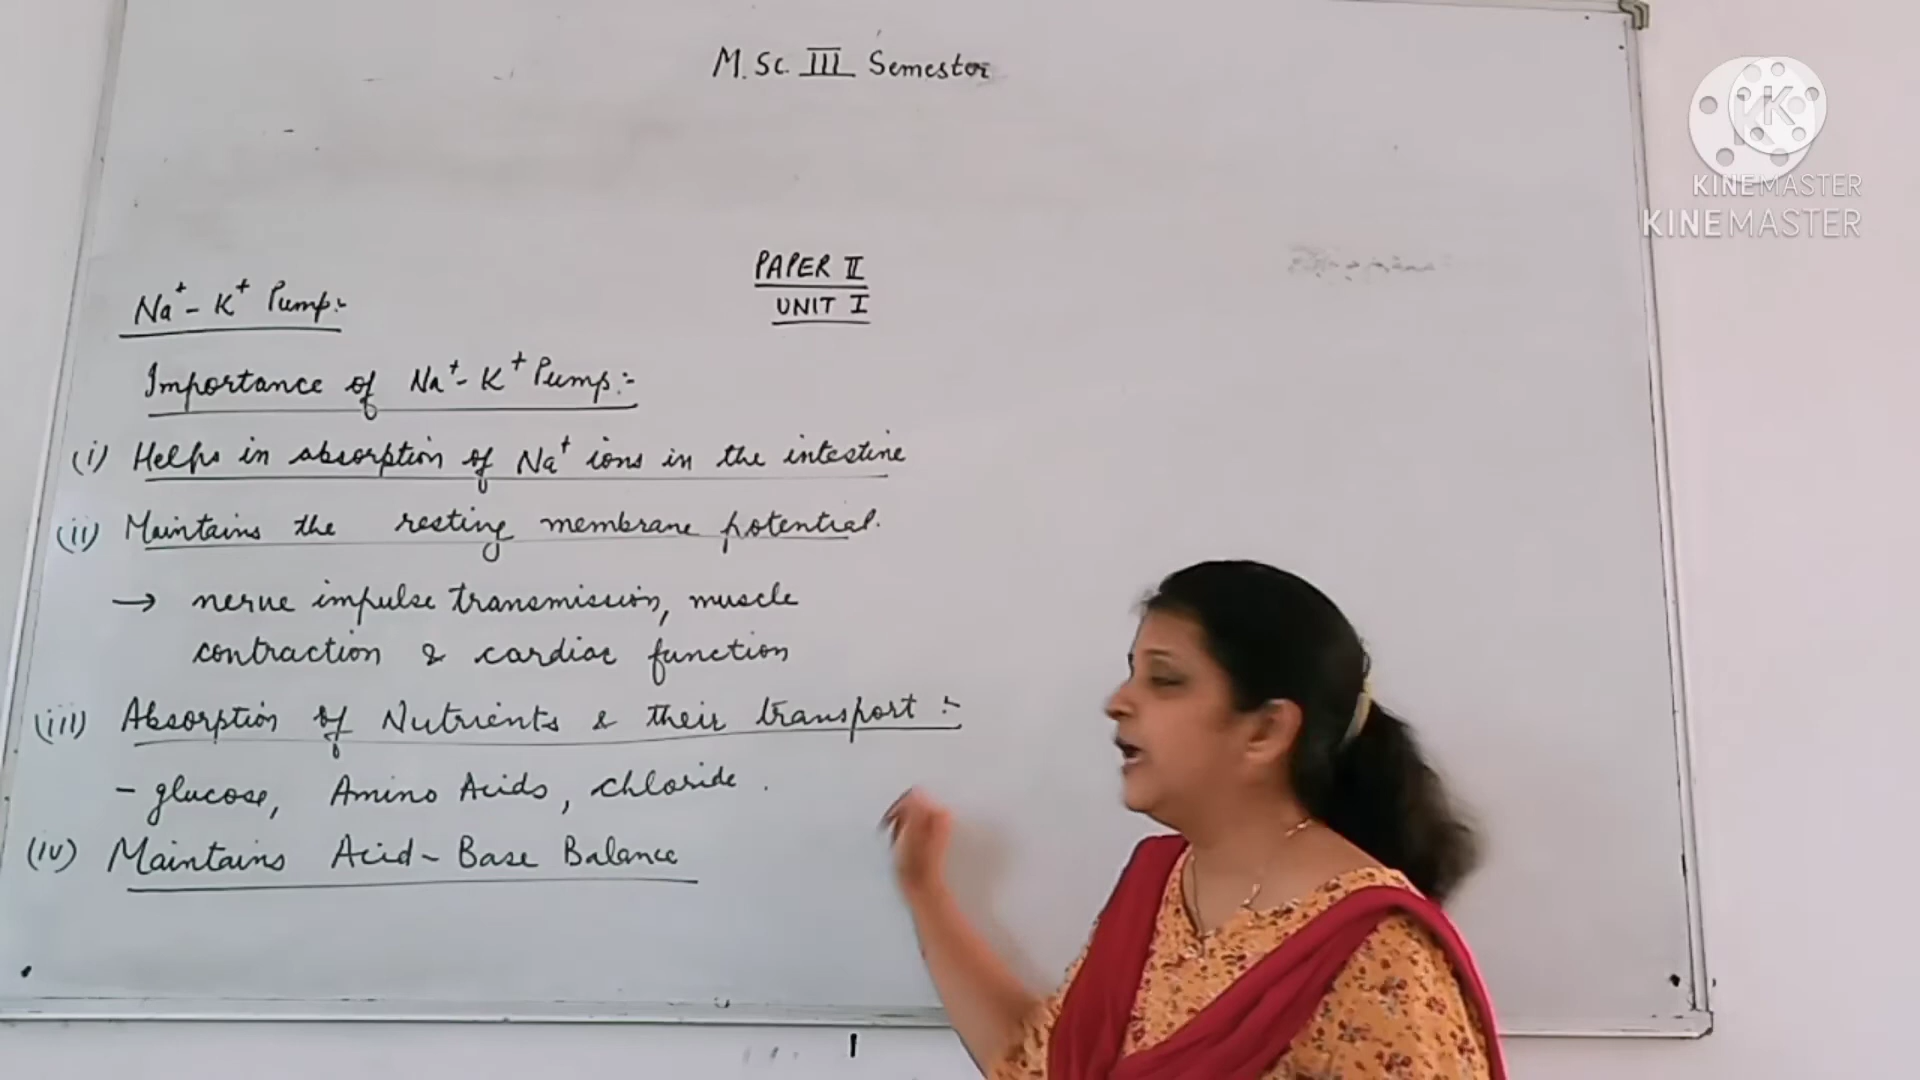 M.Sc. III Semester
KINEMASTER
KINEMASTER
PAPER II
UNIT I
Na⁺ - K⁺ Pump:-
Importance of Na⁺- K⁺ Pump:-
(i) Helps in absorption of Na⁺ ions in the intestine
(ii) Maintains the resting membrane potential.
→ nerve impulse transmission, muscle
contraction & cardiac function
(iii) Absorption of Nutrients & their transport :-
- glucose, Amino Acids, chloride.
(iv) Maintains Acid-Base Balance